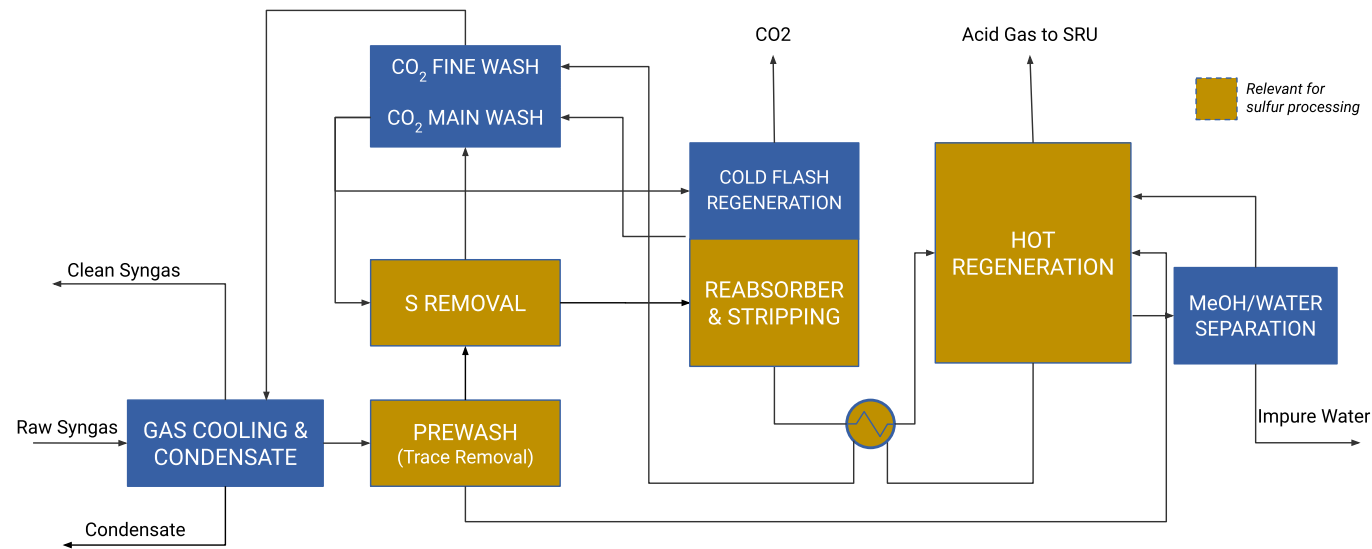 CO2
Acid Gas to SRU
CO₂ FINE WASH
CO₂ MAIN WASH
Relevant for
sulfur processing
COLD FLASH
REGENERATION
HOT
REGENERATION
Clean Syngas
S REMOVAL
REABSORBER
& STRIPPING
MeOH/WATER
SEPARATION
Raw Syngas
GAS COOLING &
CONDENSATE
PREWASH
(Trace Removal)
Impure Water
Condensate